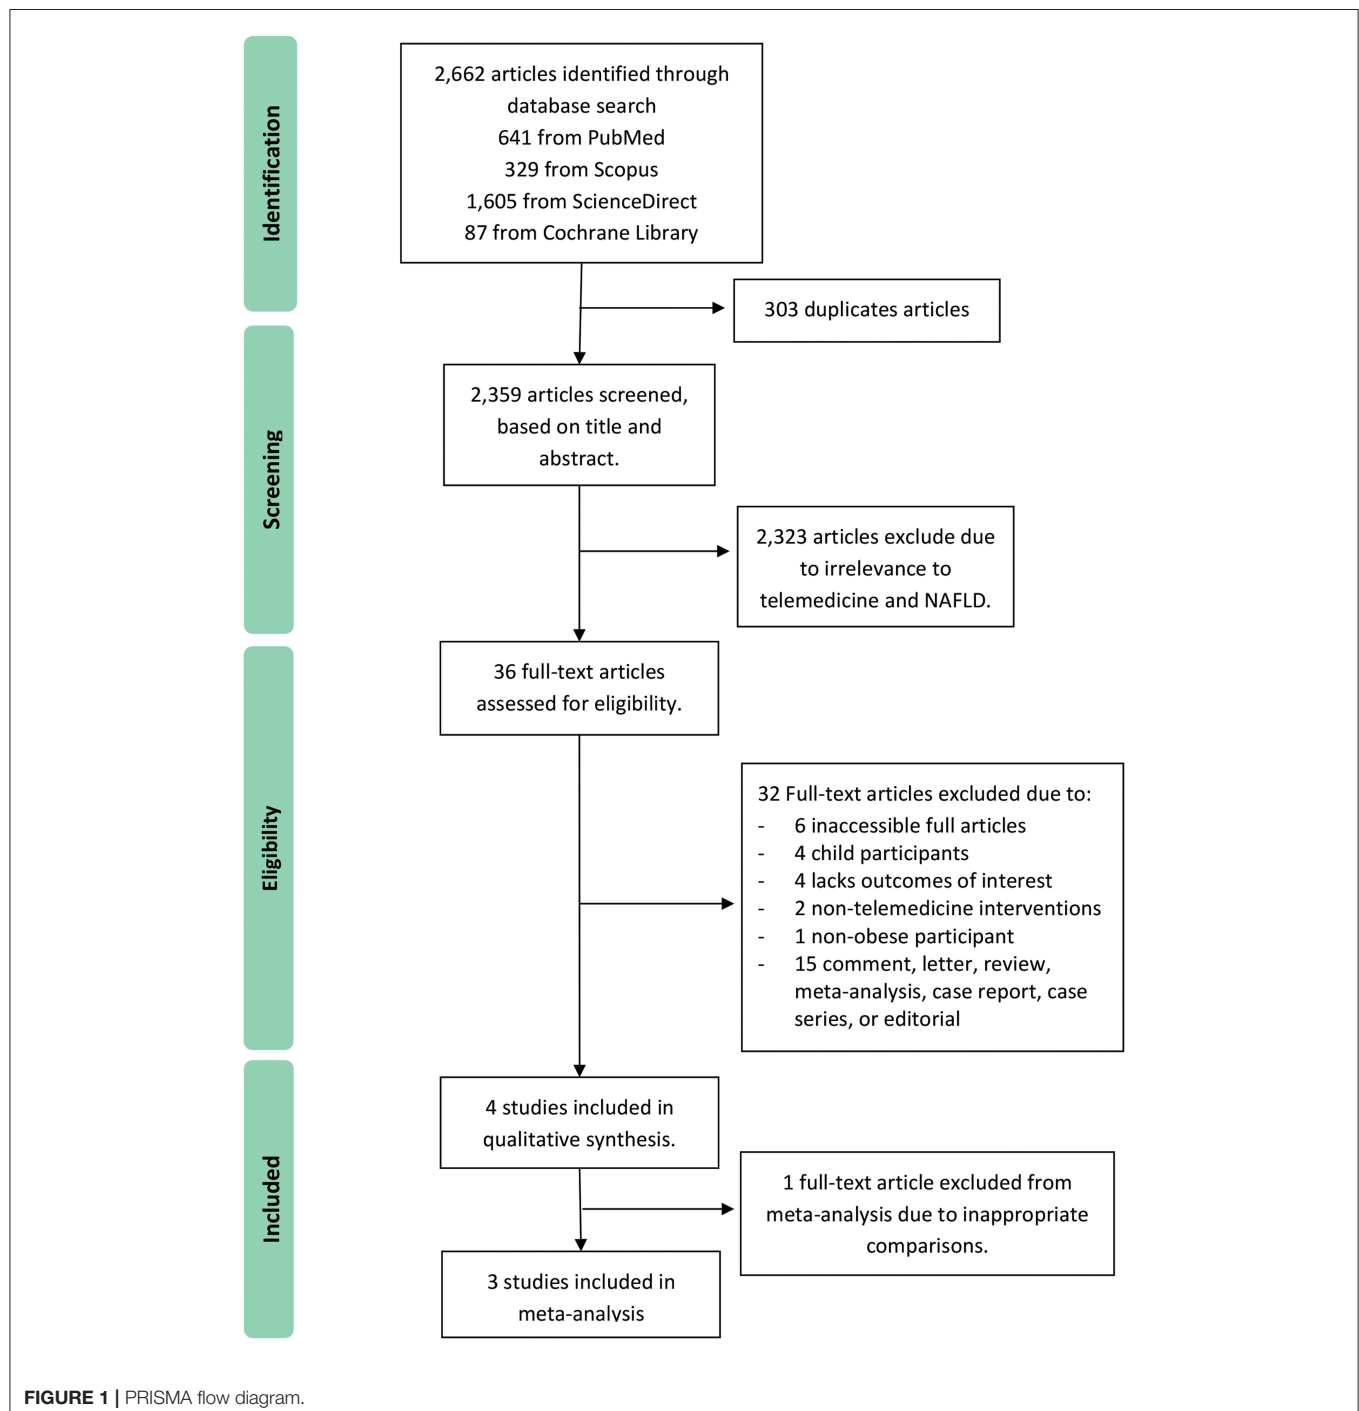 Identification
2,662 articles identified through
database search
641 from PubMed
329 from Scopus
1,605 from ScienceDirect
87 from Cochrane Library
303 duplicates articles
Screening
2,359 articles screened,
based on title and
abstract.
2,323 articles exclude due
to irrelevance to
telemedicine and NAFLD.
Eligibility
36 full-text articles
assessed for eligibility.
32 Full-text articles excluded due to:
- 6 inaccessible full articles
- 4 child participants
- 4 lacks outcomes of interest
- 2 non-telemedicine interventions
- 1 non-obese participant
- 15 comment, letter, review,
meta-analysis, case report, case
series, or editorial
Included
4 studies included in
qualitative synthesis.
1 full-text article excluded from
meta-analysis due to inappropriate
comparisons.
3 studies included in
meta-analysis
FIGURE 1 | PRISMA flow diagram.